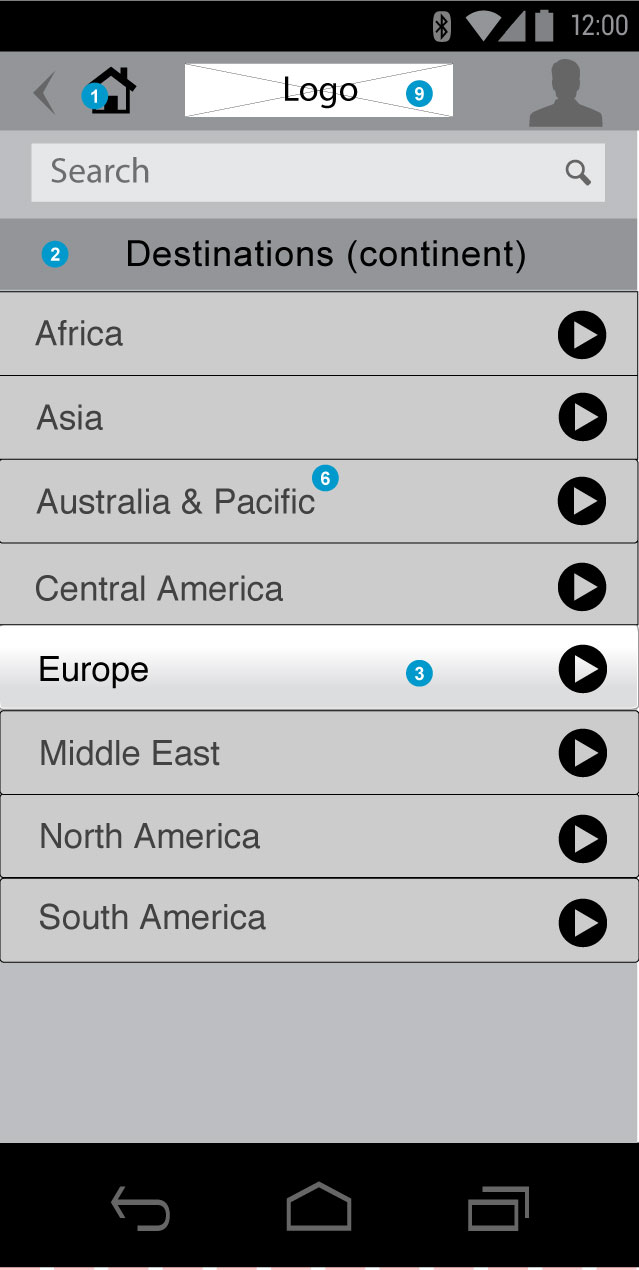 12:00
1 Logo 9
Search
2 Destinations (continent)
Africa
Asia
6
Australia & Pacific
Central America
Europe 3
Middle East
North America
South America